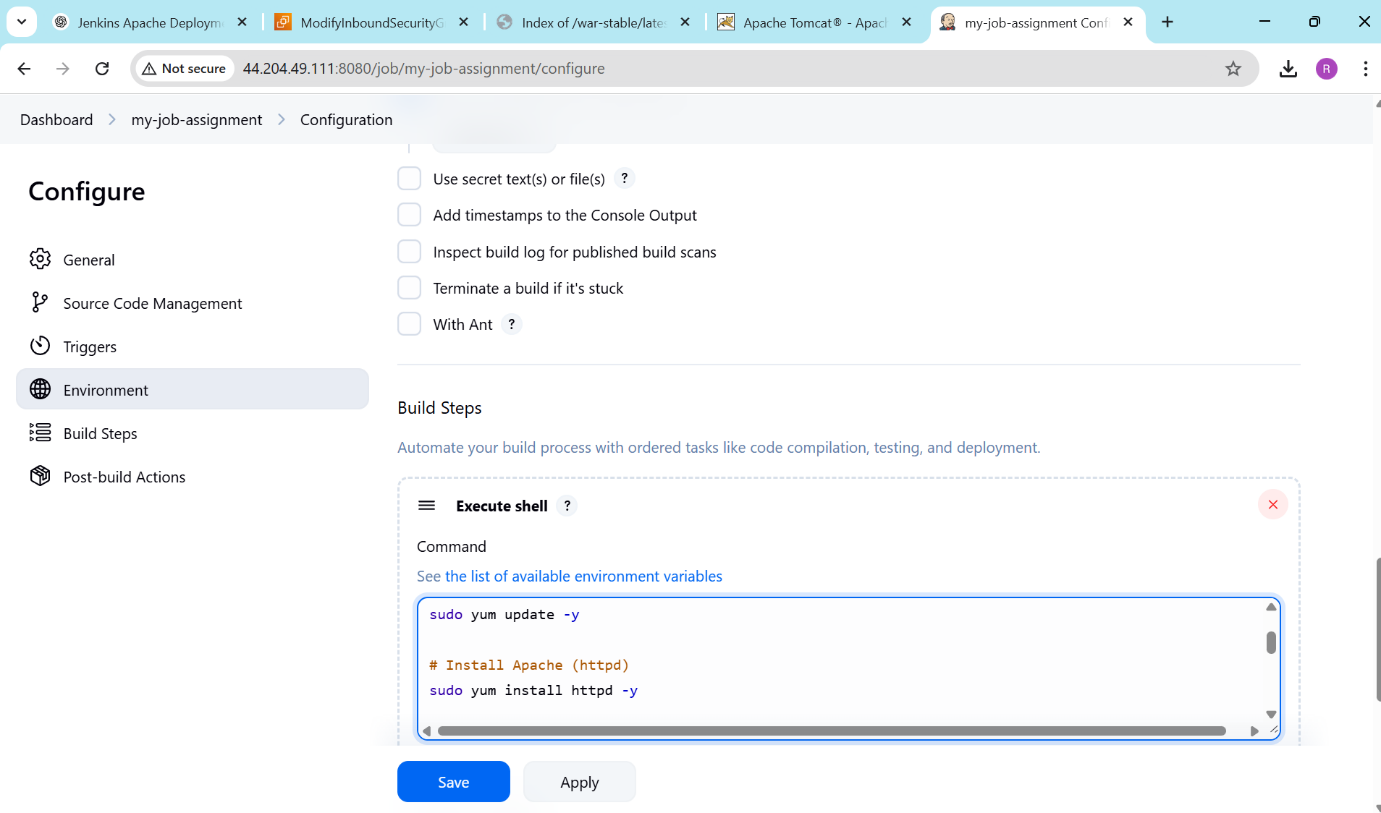 Jenkins Apache Deploym
ModifyInboundSecurityG
Index of /war-stable/late
Apache Tomcat® - Apac
my-job-assignment Conf
Not secure
44.204.49.111:8080/job/my-job-assignment/configure
R
Dashboard
my-job-assignment
Configuration
Configure
General
Source Code Management
Triggers
Environment
Build Steps
Post-build Actions
Use secret text(s) or file(s) ?
Add timestamps to the Console Output
Inspect build log for published build scans
Terminate a build if it's stuck
With Ant ?
Build Steps
Automate your build process with ordered tasks like code compilation, testing, and deployment.
Execute shell ?
Command
See the list of available environment variables
sudo yum update -y
# Install Apache (httpd)
sudo yum install httpd -y
Save
Apply